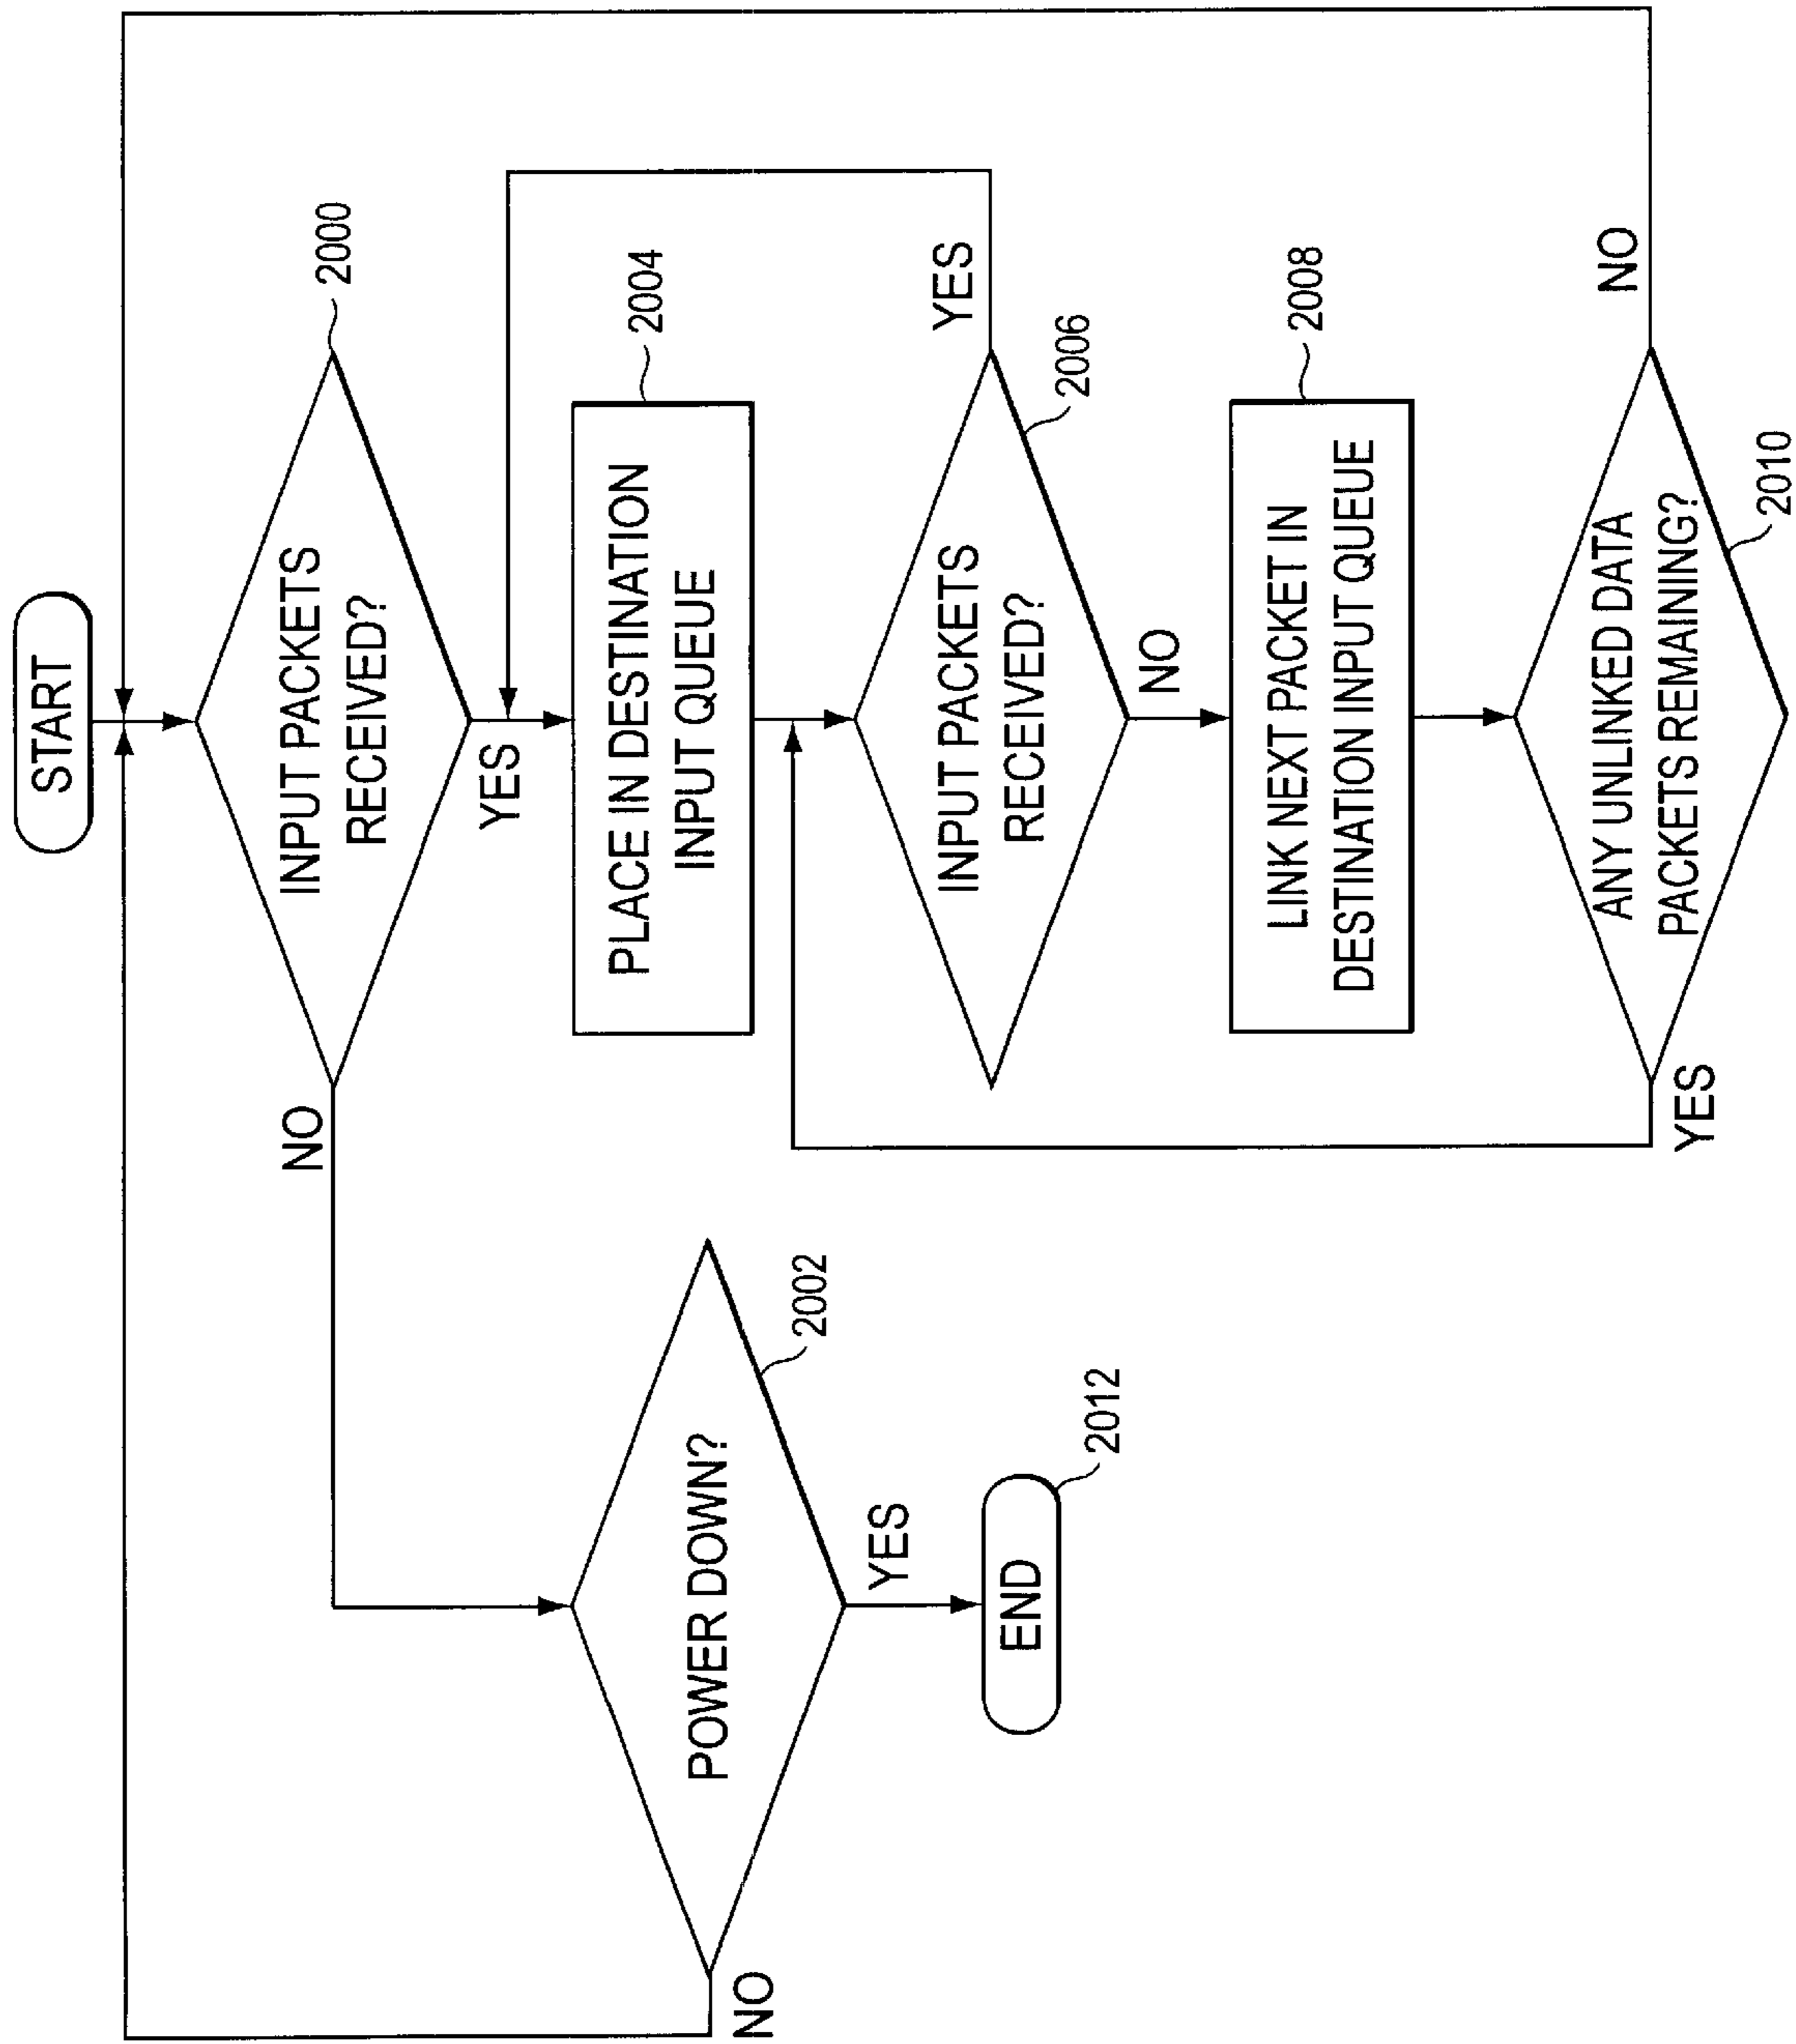 START
INPUT PACKETS
RECEIVED?
2000
NO
YES
PLACE IN DESTINATION
INPUT QUEUE
2004
INPUT PACKETS
RECEIVED?
2006
YES
NO
LINK NEXT PACKET IN
DESTINATION INPUT QUEUE
2008
ANY UNLINKED DATA
PACKETS REMAINING?
2010
NO
YES
POWER DOWN?
2002
NO
YES
END
2012